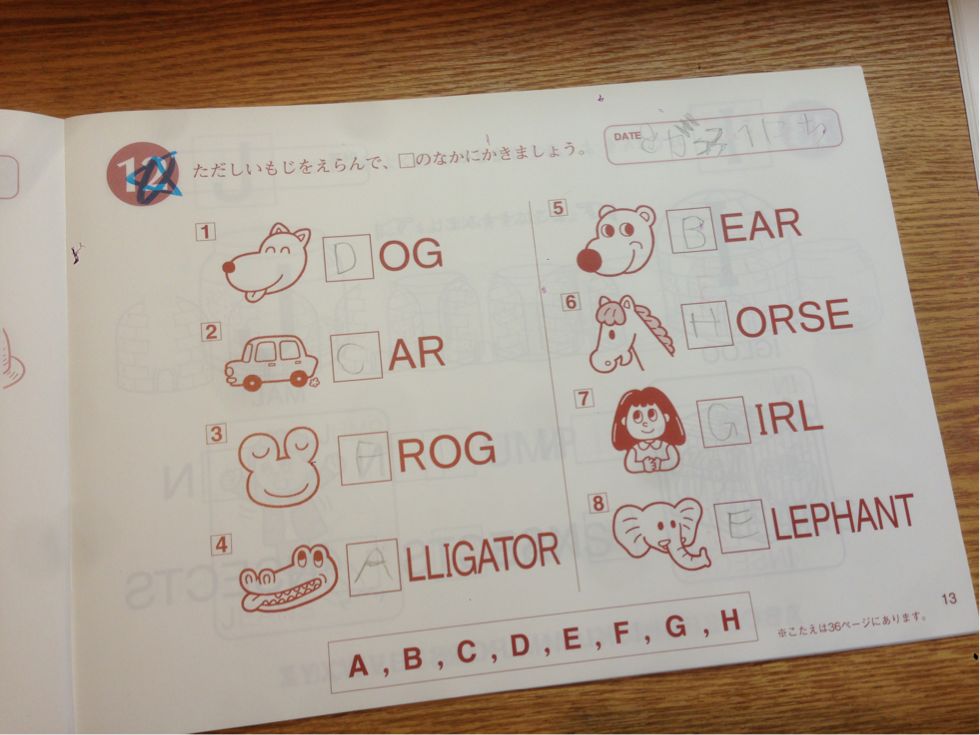 12 ただしいもじをえらんで、□のなかにかきましょう。
DATE
1 DOG
2 CAR
3 FROG
4 ALLIGATOR
5 BEAR
6 HORSE
7 GIRL
8 ELEPHANT
A , B , C , D , E , F , G , H
※こたえは36ページにあります。
13